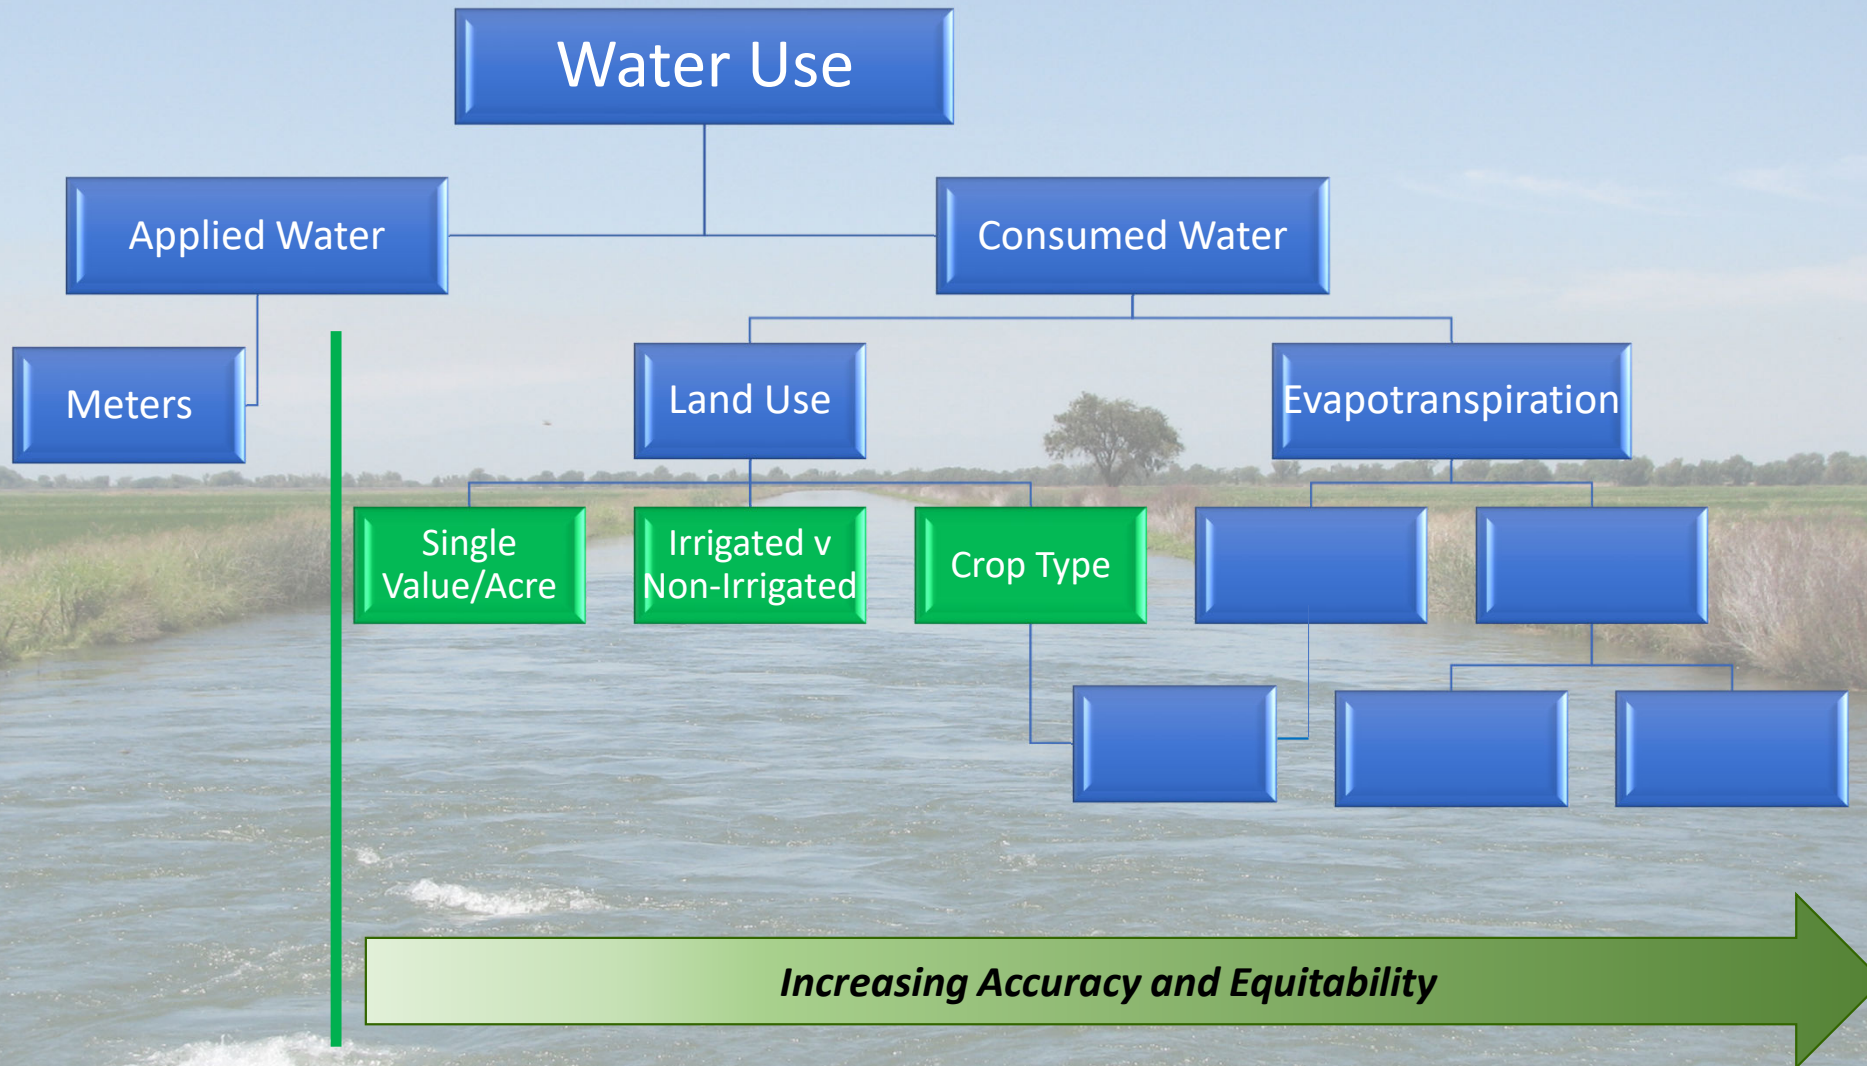 Water Use
Applied Water
Consumed Water
Meters
Land Use
Evapotranspiration
Single
Value/Acre
Irrigated v
Non-Irrigated
Crop Type
Increasing Accuracy and Equitability